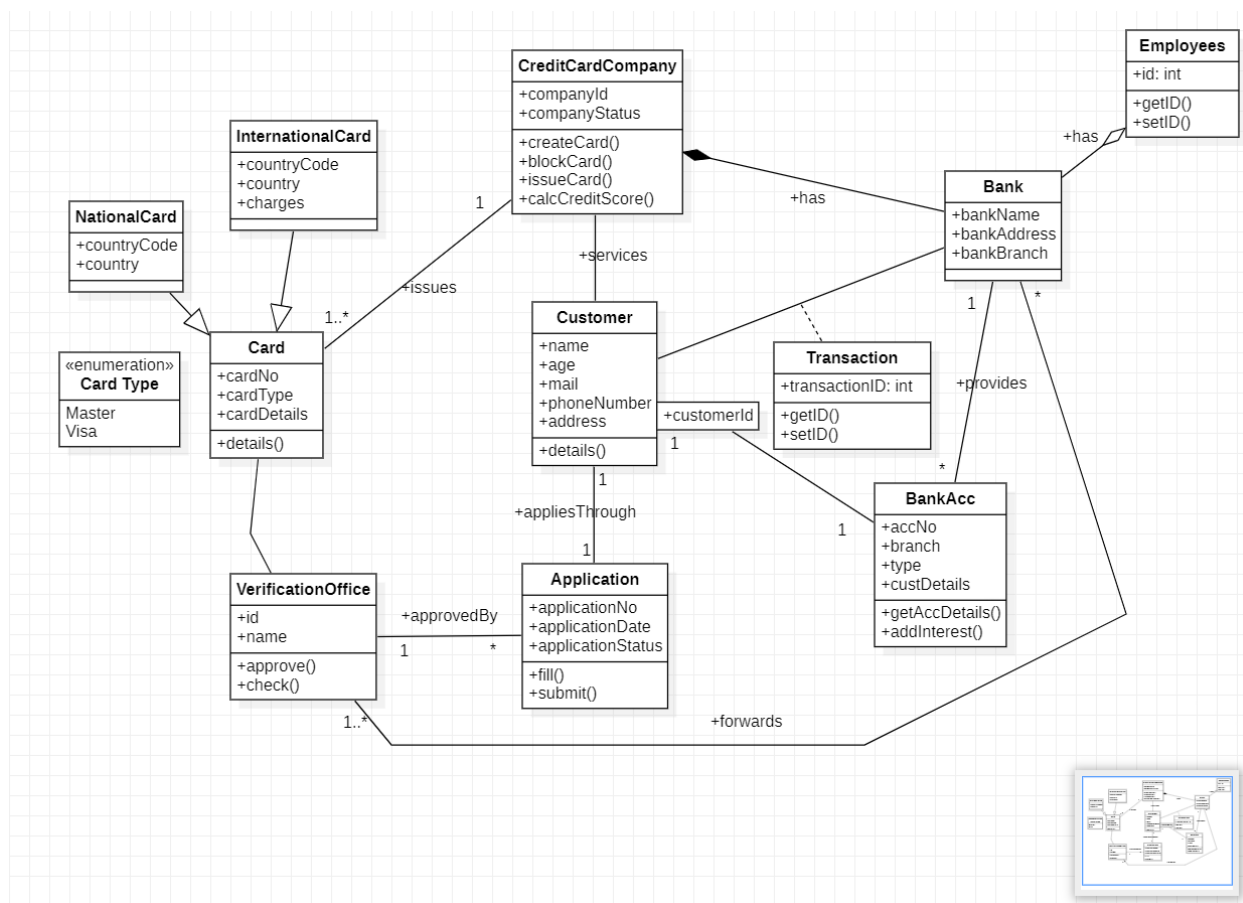 Employees
+id: int
+getID()
+setID()
+has
CreditCardCompany
+companyId
+companyStatus
+createCard()
+blockCard()
+issueCard()
+calcCreditScore()
InternationalCard
+countryCode
+country
+charges
NationalCard
+countryCode
+country
Bank
+bankName
+bankAddress
+bankBranch
+has
1
+issues
1..*
+services
1
*
Card
+cardNo
+cardType
+cardDetails
+details()
«enumeration»
Card Type
Master
Visa
Customer
+name
+age
+mail
+phoneNumber
+address
+details()
+customerId
1
Transaction
+transactionID: int
+getID()
+setID()
+provides
*
1
BankAcc
+accNo
+branch
+type
+custDetails
+getAccDetails()
+addInterest()
1
+appliesThrough
1
Application
+applicationNo
+applicationDate
+applicationStatus
+fill()
+submit()
VerificationOffice
+id
+name
+approve()
+check()
+approvedBy
1
*
1..*
+forwards